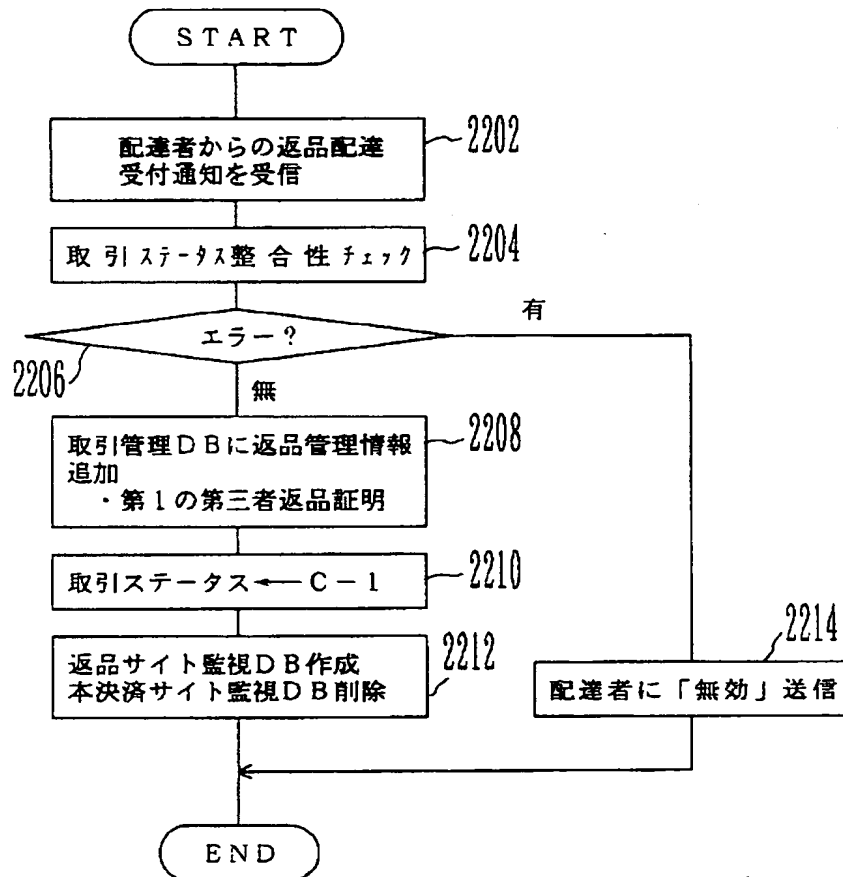 START
配達者からの返品配達
受付通知を受信
2202
取引ステータス整合性チェック
2204
エラー?
有
2206
無
取引管理DBに返品管理情報
追加
・第1の第三者返品証明
2208
取引ステータス←C-1
2210
返品サイト監視DB作成
本決済サイト監視DB削除
2212
2214
配達者に「無効」送信
END